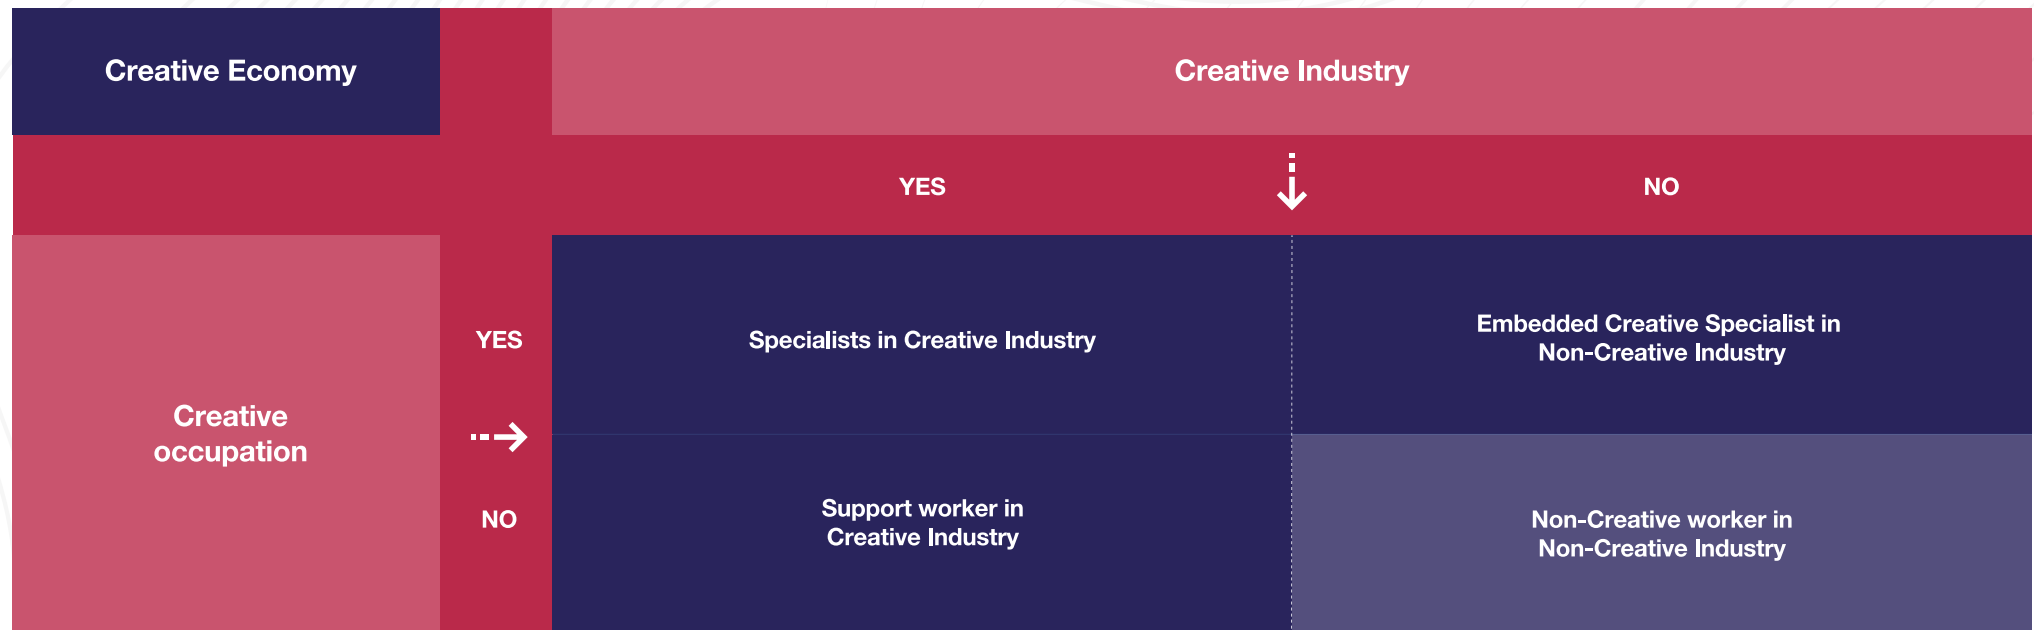 Creative Economy
Creative Industry
YES
NO
Creative
occupation
YES
Specialists in Creative Industry
Embedded Creative Specialist in
Non-Creative Industry
NO
Support worker in
Creative Industry
Non-Creative worker in
Non-Creative Industry